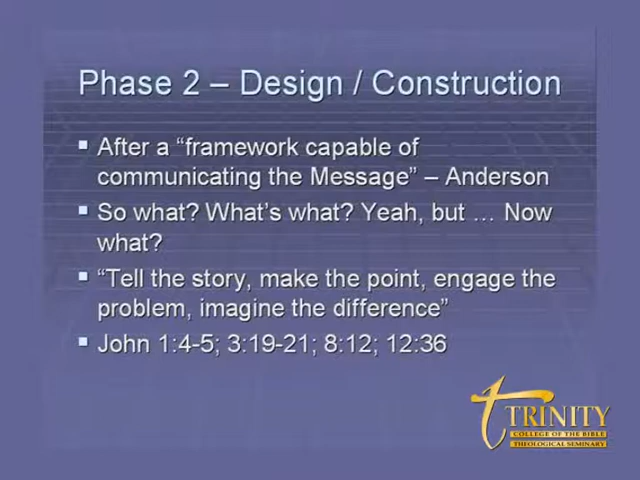 Phase 2 – Design / Construction
After a “framework capable of
communicating the Message” – Anderson
So what? What’s what? Yeah, but … Now
what?
“Tell the story, make the point, engage the
problem, imagine the difference”
John 1:4-5; 3:19-21; 8:12; 12:36
TRINITY
COLLEGE OF THE BIBLE
THEOLOGICAL SEMINARY